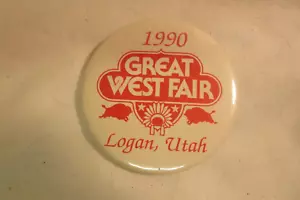 1990
GREAT
WEST FAIR
Logan, Utah